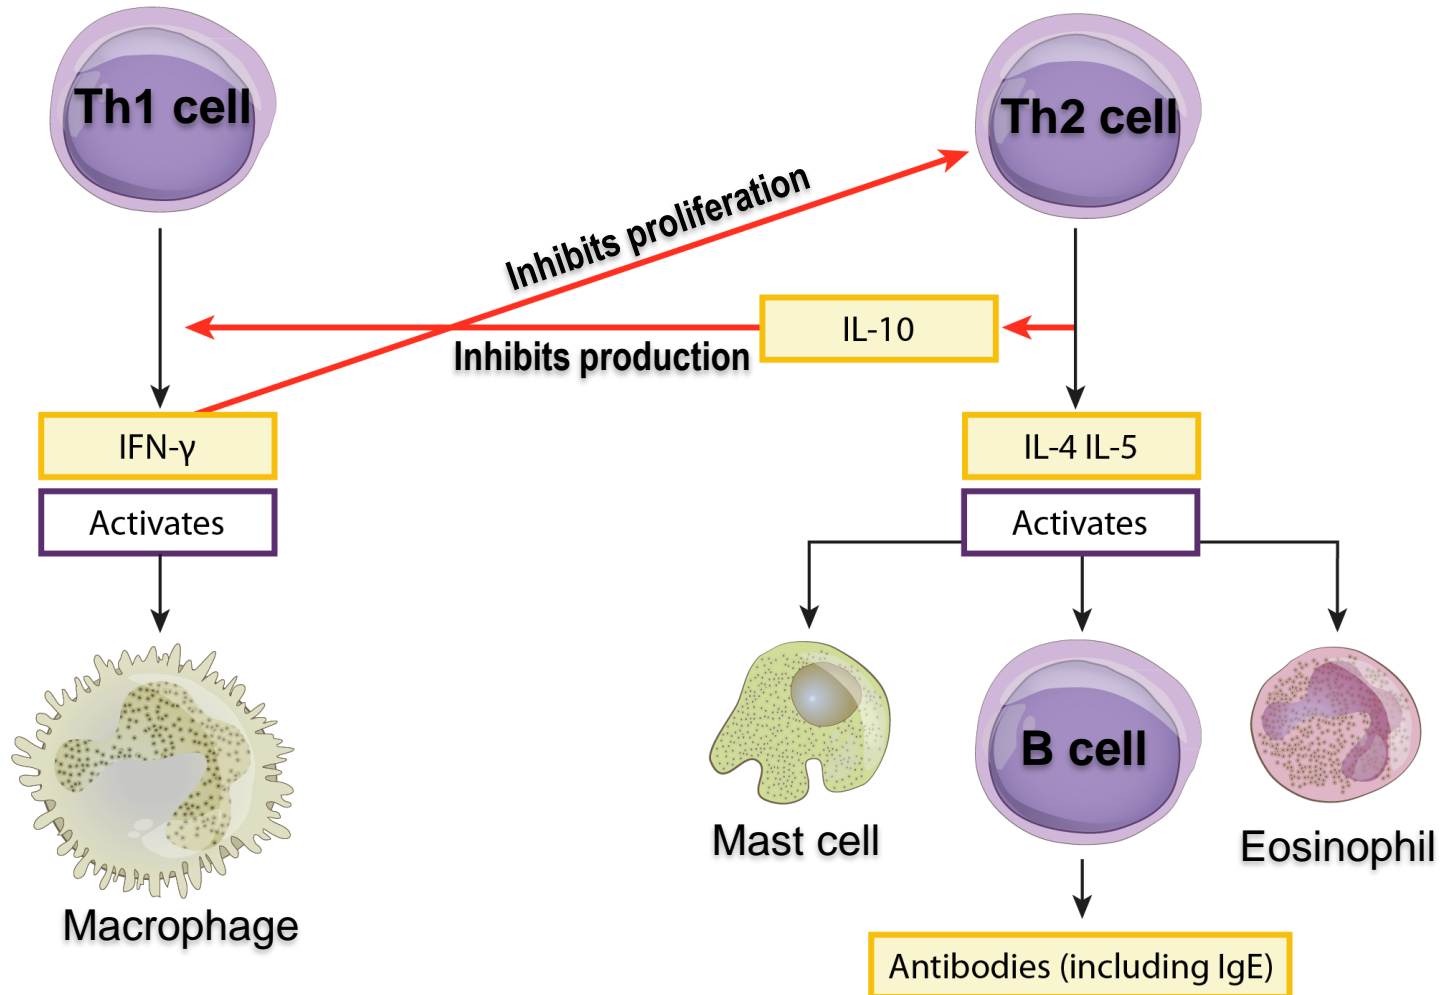 Th1 cell
Th2 cell
Inhibits proliferation
IL-10
Inhibits production
IFN-γ
IL-4 IL-5
Activates
Activates
B cell
Mast cell
Eosinophil
Macrophage
Antibodies (including IgE)